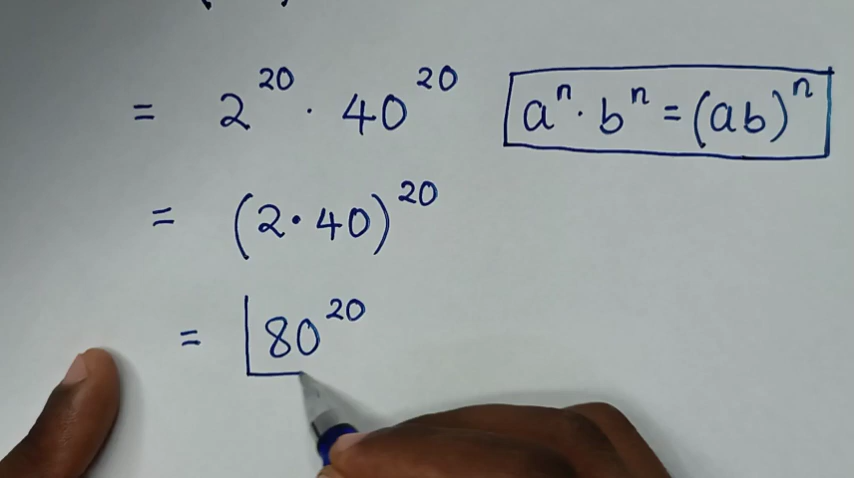 = 2^20 · 40^20
a^n · b^n = (ab)^n
= (2 · 40)^20
= 80^20